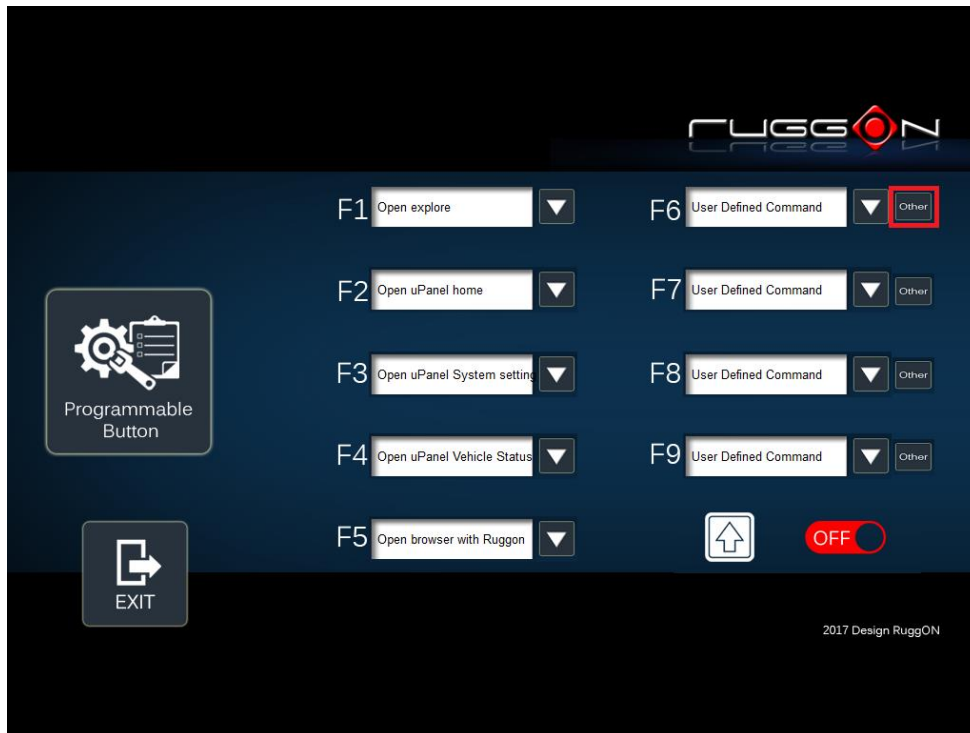 RUGGON
F1 Open explore
F6 User Defined Command Other
F2 Open uPanel home
F7 User Defined Command Other
F3 Open uPanel System setting
F8 User Defined Command Other
Programmable
Button
F4 Open uPanel Vehicle Status
F9 User Defined Command Other
F5 Open browser with Ruggon
OFF
EXIT
2017 Design RuggON